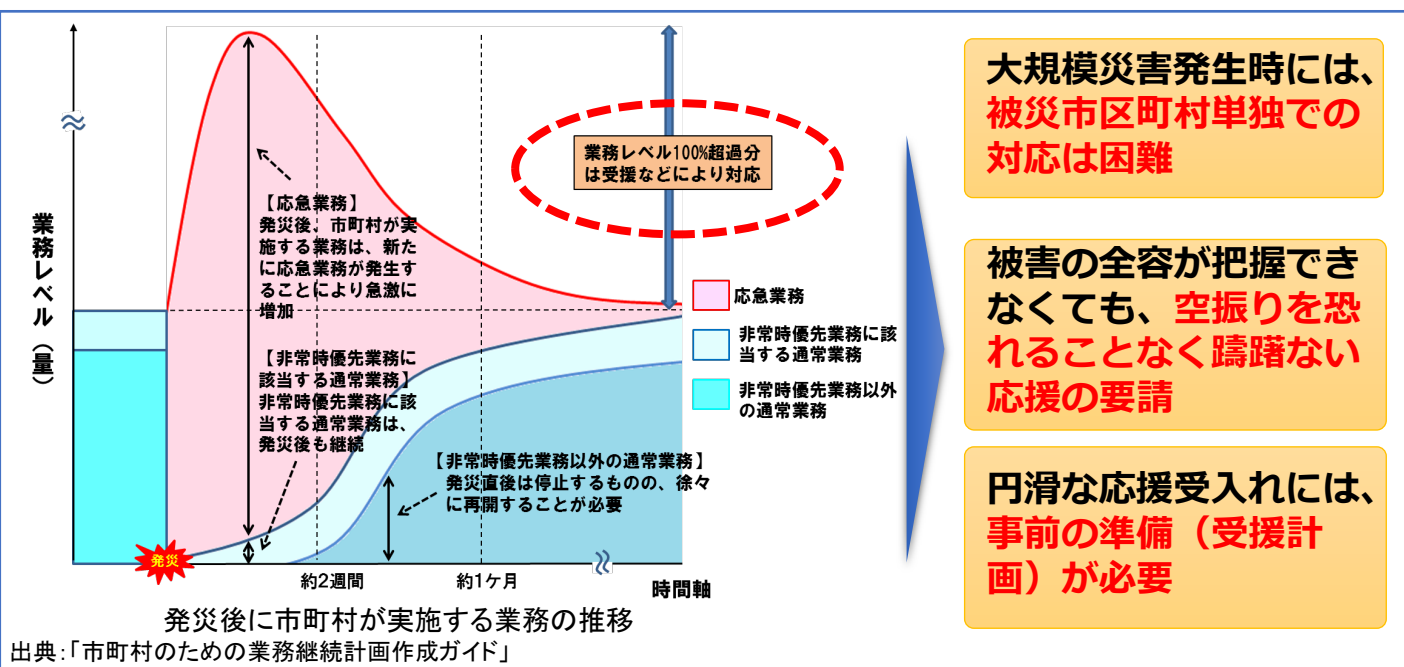 業務レベル（量）
業務レベル100%超過分
は受援などにより対応
【応急業務】
発災後、市町村が実
施する業務は、新た
に応急業務が発生す
ることにより急激に
増加
【非常時優先業務に
該当する通常業務】
非常時優先業務に該
当する通常業務は、
発災後も継続
【非常時優先業務以外の通常業務】
発災直後は停止するものの、徐々
に再開することが必要
発災
約2週間
約1ケ月
時間軸
応急業務
非常時優先業務に該
当する通常業務
非常時優先業務以外
の通常業務
発災後に市町村が実施する業務の推移
出典：「市町村のための業務継続計画作成ガイド」
大規模災害発生時には、
被災市区町村単独での
対応は困難
被害の全容が把握でき
なくても、空振りを恐
れることなく躊躇ない
応援の要請
円滑な応援受入れには、
事前の準備（受援計
画）が必要